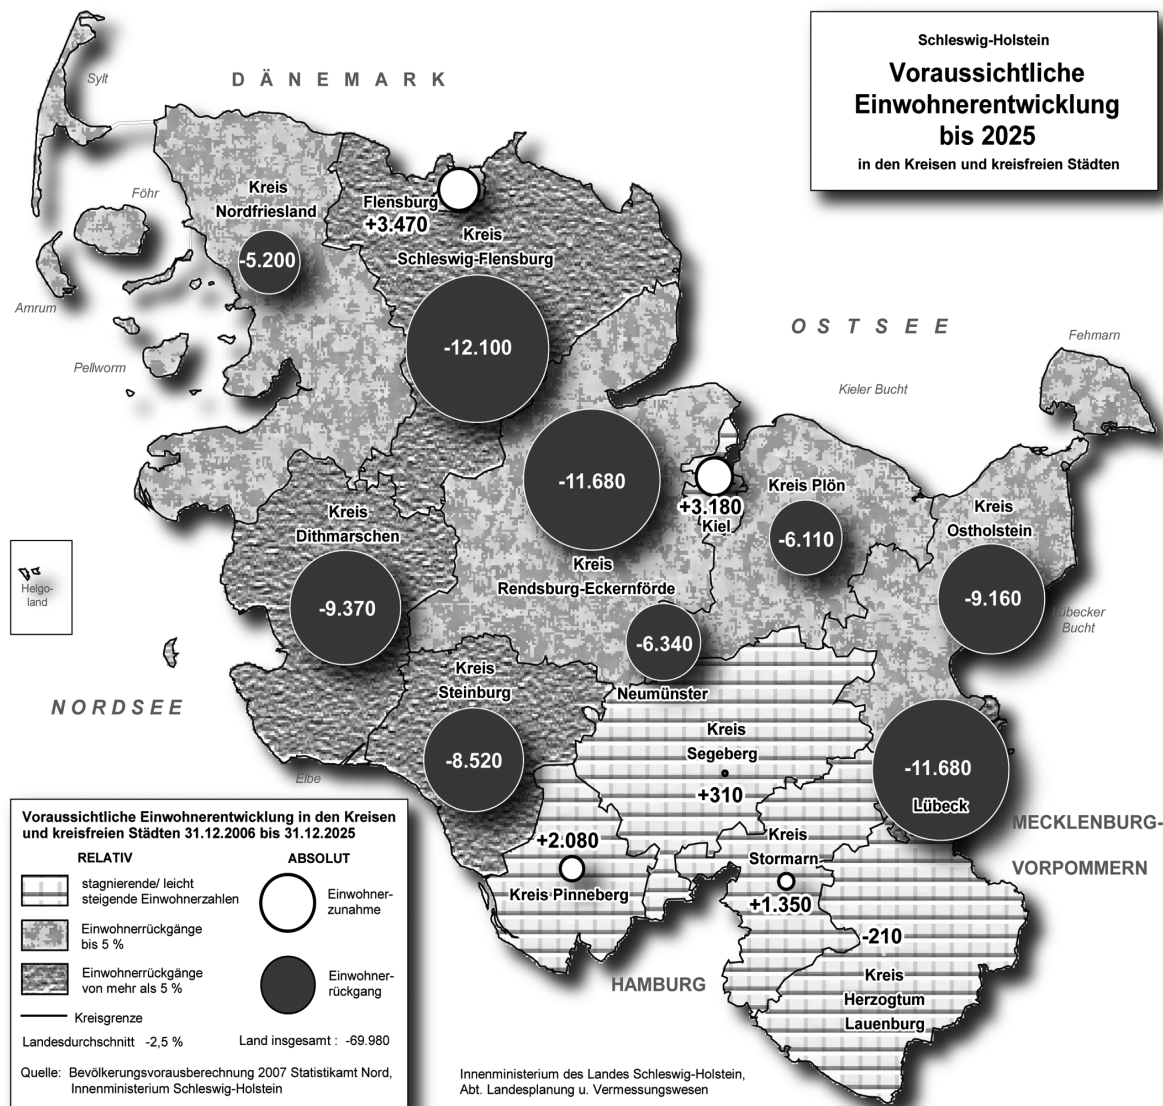 Schleswig-Holstein
Voraussichtliche
Einwohnerentwicklung
bis 2025
in den Kreisen und kreisfreien Städten
DÄNEMARK
Sylt
Föhr
Amrum
Pellworm
Kreis
Nordfriesland
-5.200
Flensburg
+3.470
Kreis
Schleswig-Flensburg
-12.100
OSTSEE
Fehmarn
Kieler Bucht
-11.680
Kreis
Rendsburg-Eckernförde
+3.180
Kiel
Kreis Plön
-6.110
Kreis
Ostholstein
-9.160
Lübecker
Bucht
Kreis
Dithmarschen
-9.370
Helgo-
land
NORDSEE
-6.340
Neumünster
Kreis
Steinburg
-8.520
Elbe
Kreis
Segeberg
+310
-11.680
Lübeck
MECKLENBURG-
VORPOMMERN
+2.080
Kreis Pinneberg
Kreis
Stormarn
+1.350
-210
Kreis
Herzogtum
Lauenburg
HAMBURG
Voraussichtliche Einwohnerentwicklung in den Kreisen
und kreisfreien Städten 31.12.2006 bis 31.12.2025
RELATIV
stagnierende/ leicht
steigende Einwohnerzahlen
Einwohnerrückgänge
bis 5 %
Einwohnerrückgänge
von mehr als 5 %
Kreisgrenze
Landesdurchschnitt -2,5 %
ABSOLUT
Einwohner-
zunahme
Einwohner-
rückgang
Land insgesamt : -69.980
Quelle: Bevölkerungsvorausberechnung 2007 Statistikamt Nord,
Innenministerium Schleswig-Holstein
Innenministerium des Landes Schleswig-Holstein,
Abt. Landesplanung u. Vermessungswesen